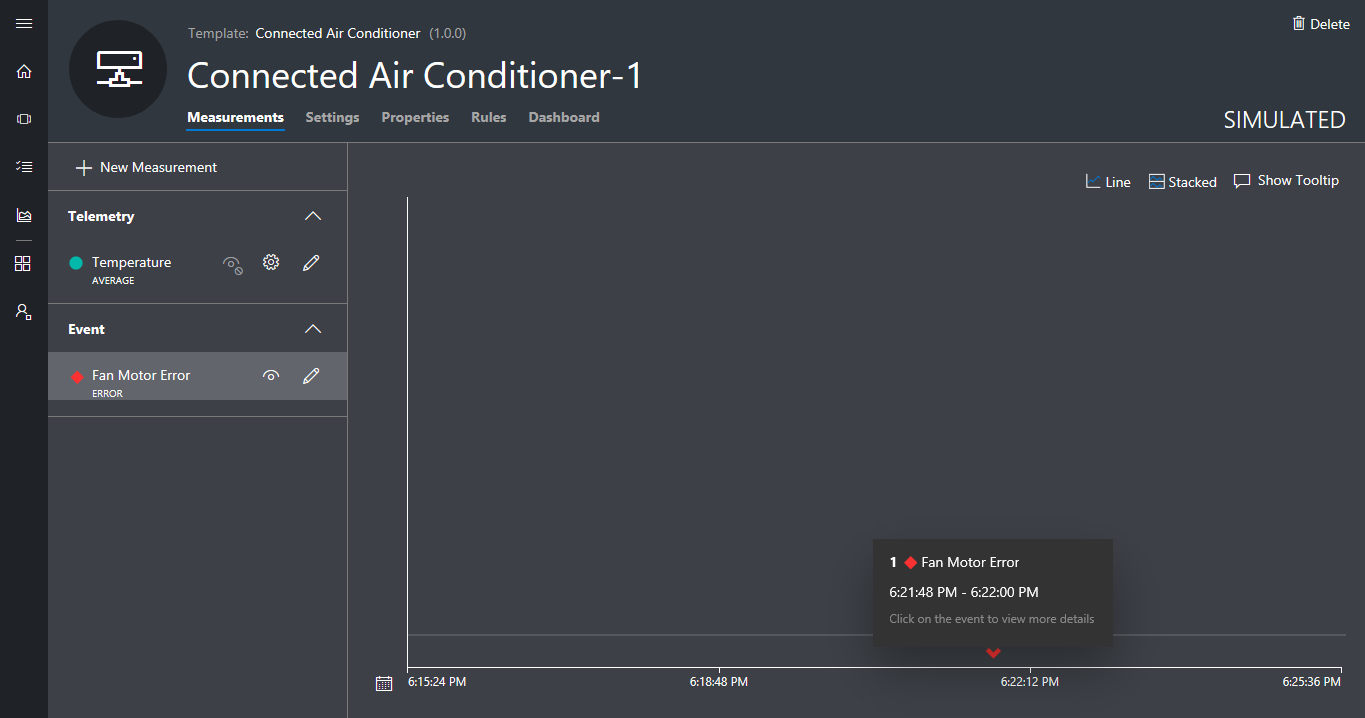 Template: Connected Air Conditioner (1.0.0)
Delete
Connected Air Conditioner-1
Measurements Settings Properties Rules Dashboard
SIMULATED
New Measurement
Line Stacked Show Tooltip
Telemetry
Temperature
AVERAGE
Event
Fan Motor Error
ERROR
1 Fan Motor Error
6:21:48 PM - 6:22:00 PM
Click on the event to view more details
6:15:24 PM 6:18:48 PM 6:22:12 PM 6:25:36 PM